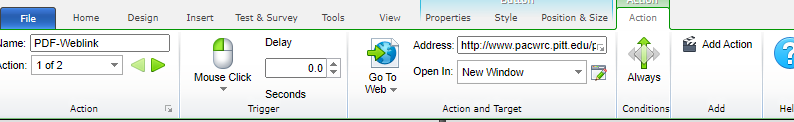 Button
Action
File
Home
Design
Insert
Test & Survey
Tools
View
Properties
Style
Position & Size
Action
Name: PDF-Weblink
Action: 1 of 2
Action
Mouse Click
Delay
0.0
Seconds
Trigger
Go To
Web
Address: http://www.pacwrc.pitt.edu/p
Open In: New Window
Action and Target
Always
Conditions
Add Action
Add
Hel